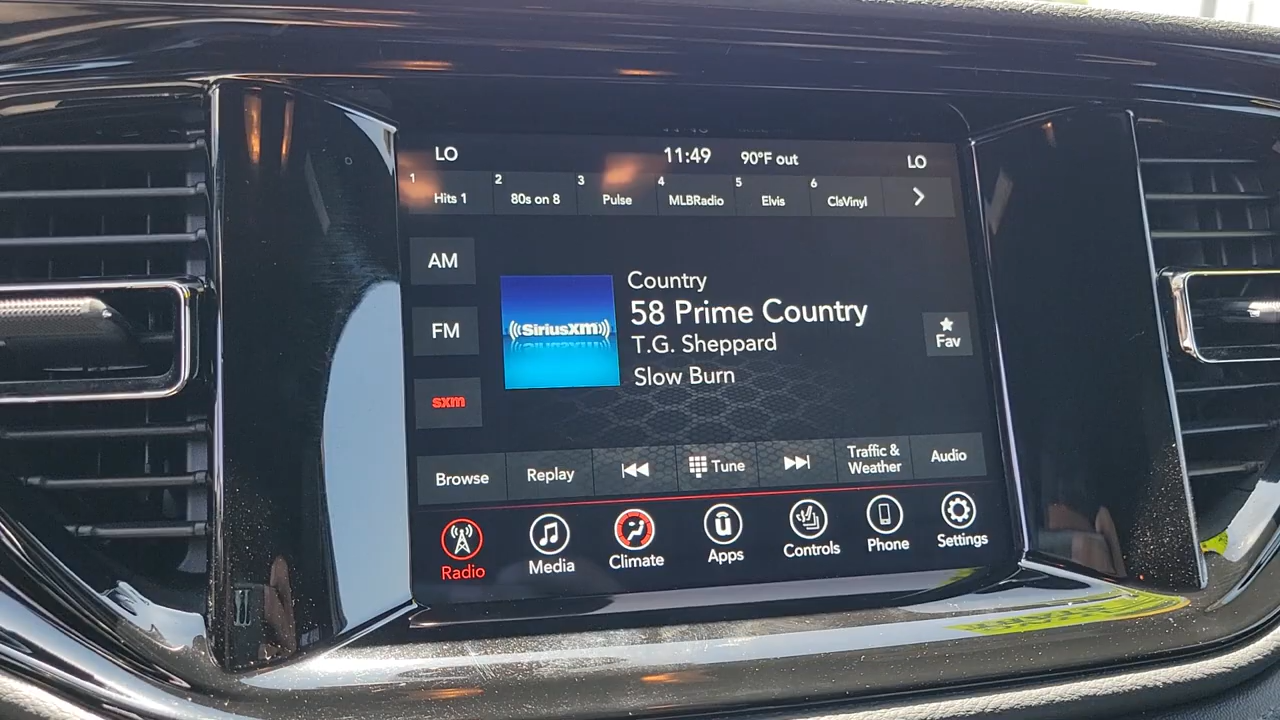 LO 11:49 90°F out LO
1 Hits 1 2 80s on 8 3 Pulse 4 MLBRadio 5 Elvis 6 ClsVinyl
AM
FM
sxm
((SiriusXM))
Country
58 Prime Country
T.G. Sheppard
Slow Burn
Fav
Browse Replay Tune Traffic & Weather Audio
Radio Media Climate Apps Controls Phone Settings